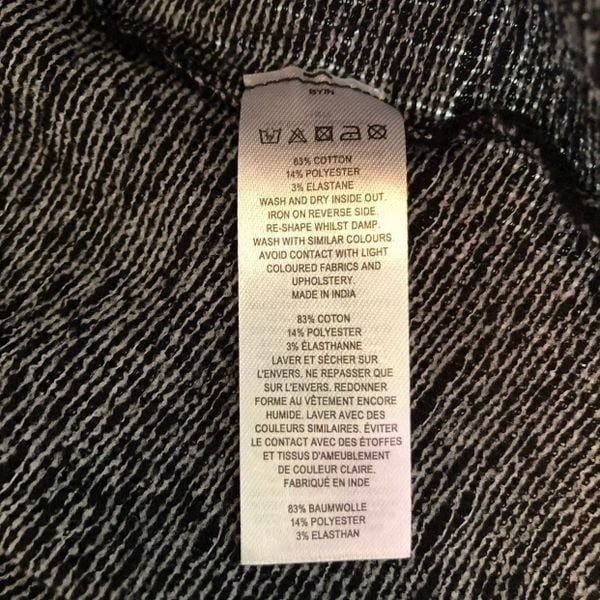 83% COTTON
14% POLYESTER
3% ELASTANE
WASH AND DRY INSIDE OUT.
IRON ON REVERSE SIDE.
RE-SHAPE WHILST DAMP.
WASH WITH SIMILAR COLOURS.
AVOID CONTACT WITH LIGHT
COLOURED FABRICS AND
UPHOLSTERY.
MADE IN INDIA
83% COTON
14% POLYESTER
3% ÉLASTHANNE
LAVER ET SÉCHER SUR
L'ENVERS. NE REPASSER QUE
SUR L'ENVERS. REDONNER
FORME AU VÊTEMENT ENCORE
HUMIDE. LAVER AVEC DES
COULEURS SIMILAIRES. ÉVITER
LE CONTACT AVEC DES ÉTOFFES
ET TISSUS D'AMEUBLEMENT
DE COULEUR CLAIRE.
FABRIQUÉ EN INDE
83% BAUMWOLLE
14% POLYESTER
3% ELASTHAN